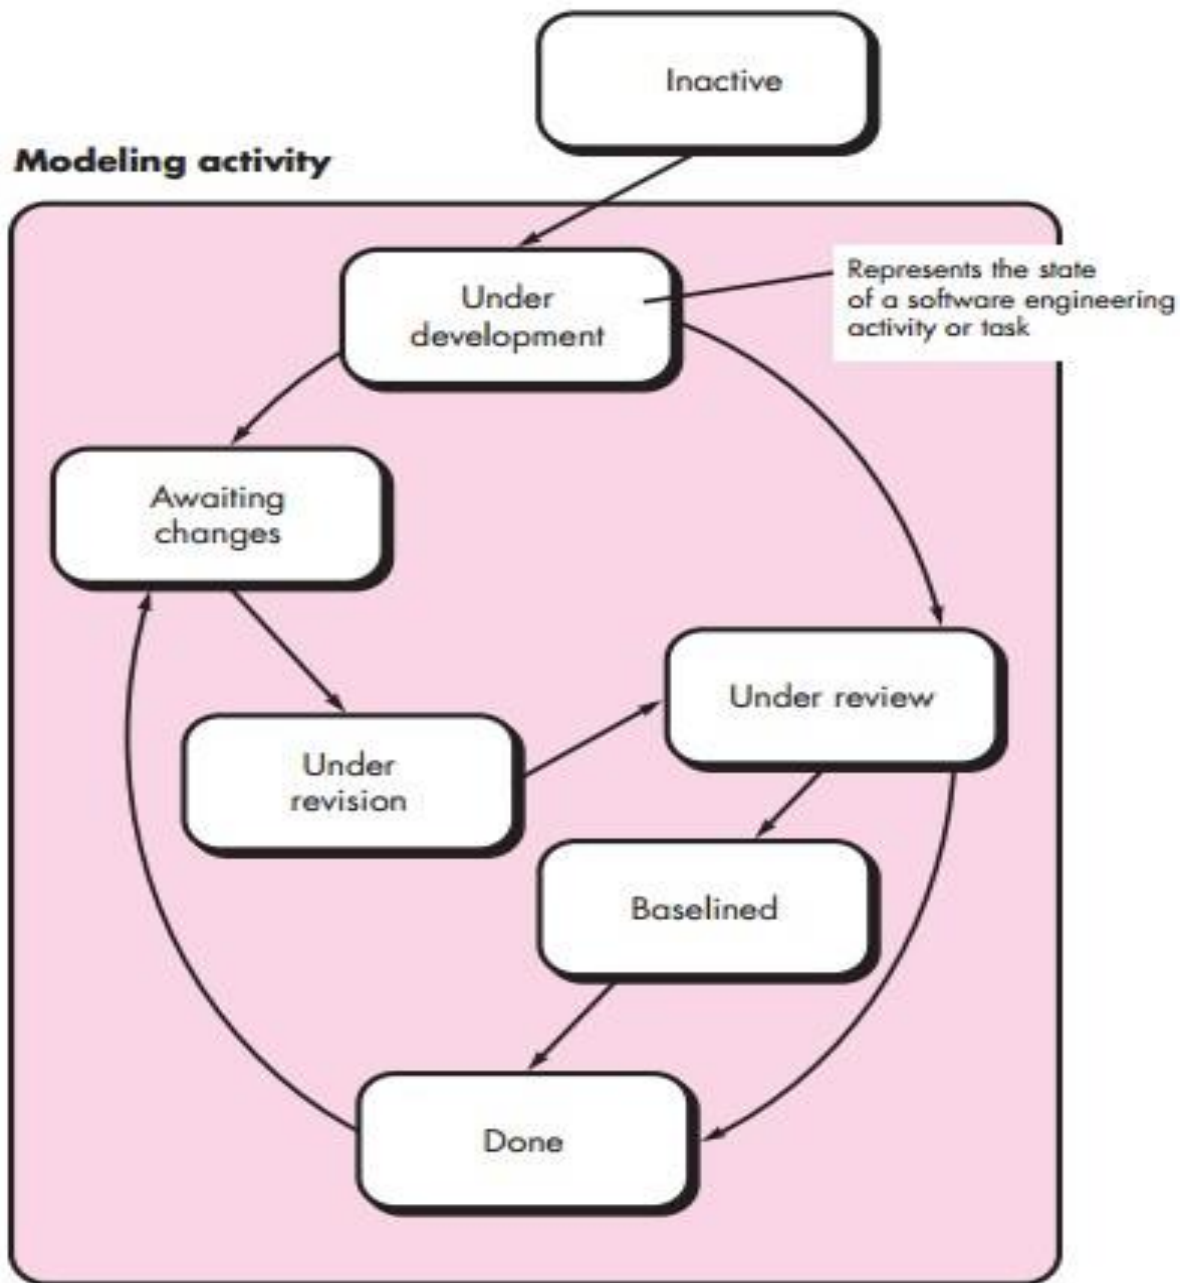 Inactive
Modeling activity
Under
development
Represents the state
of a software engineering
activity or task
Awaiting
changes
Under review
Under
revision
Baselined
Done